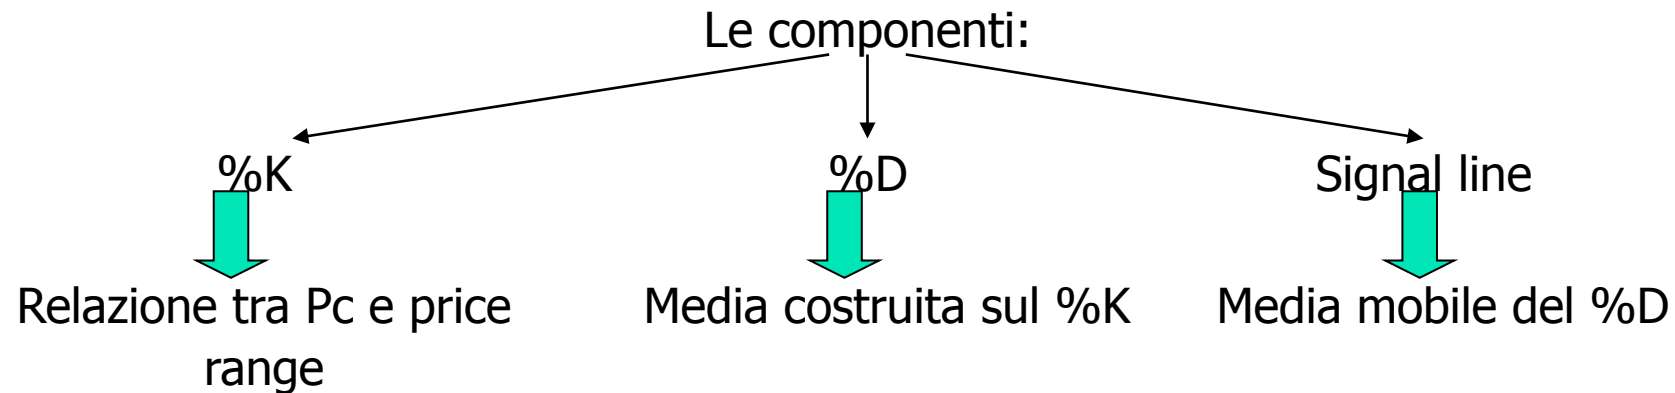 Le componenti:
%K
%D
Signal line
Relazione tra Pc e price
range
Media costruita sul %K
Media mobile del %D